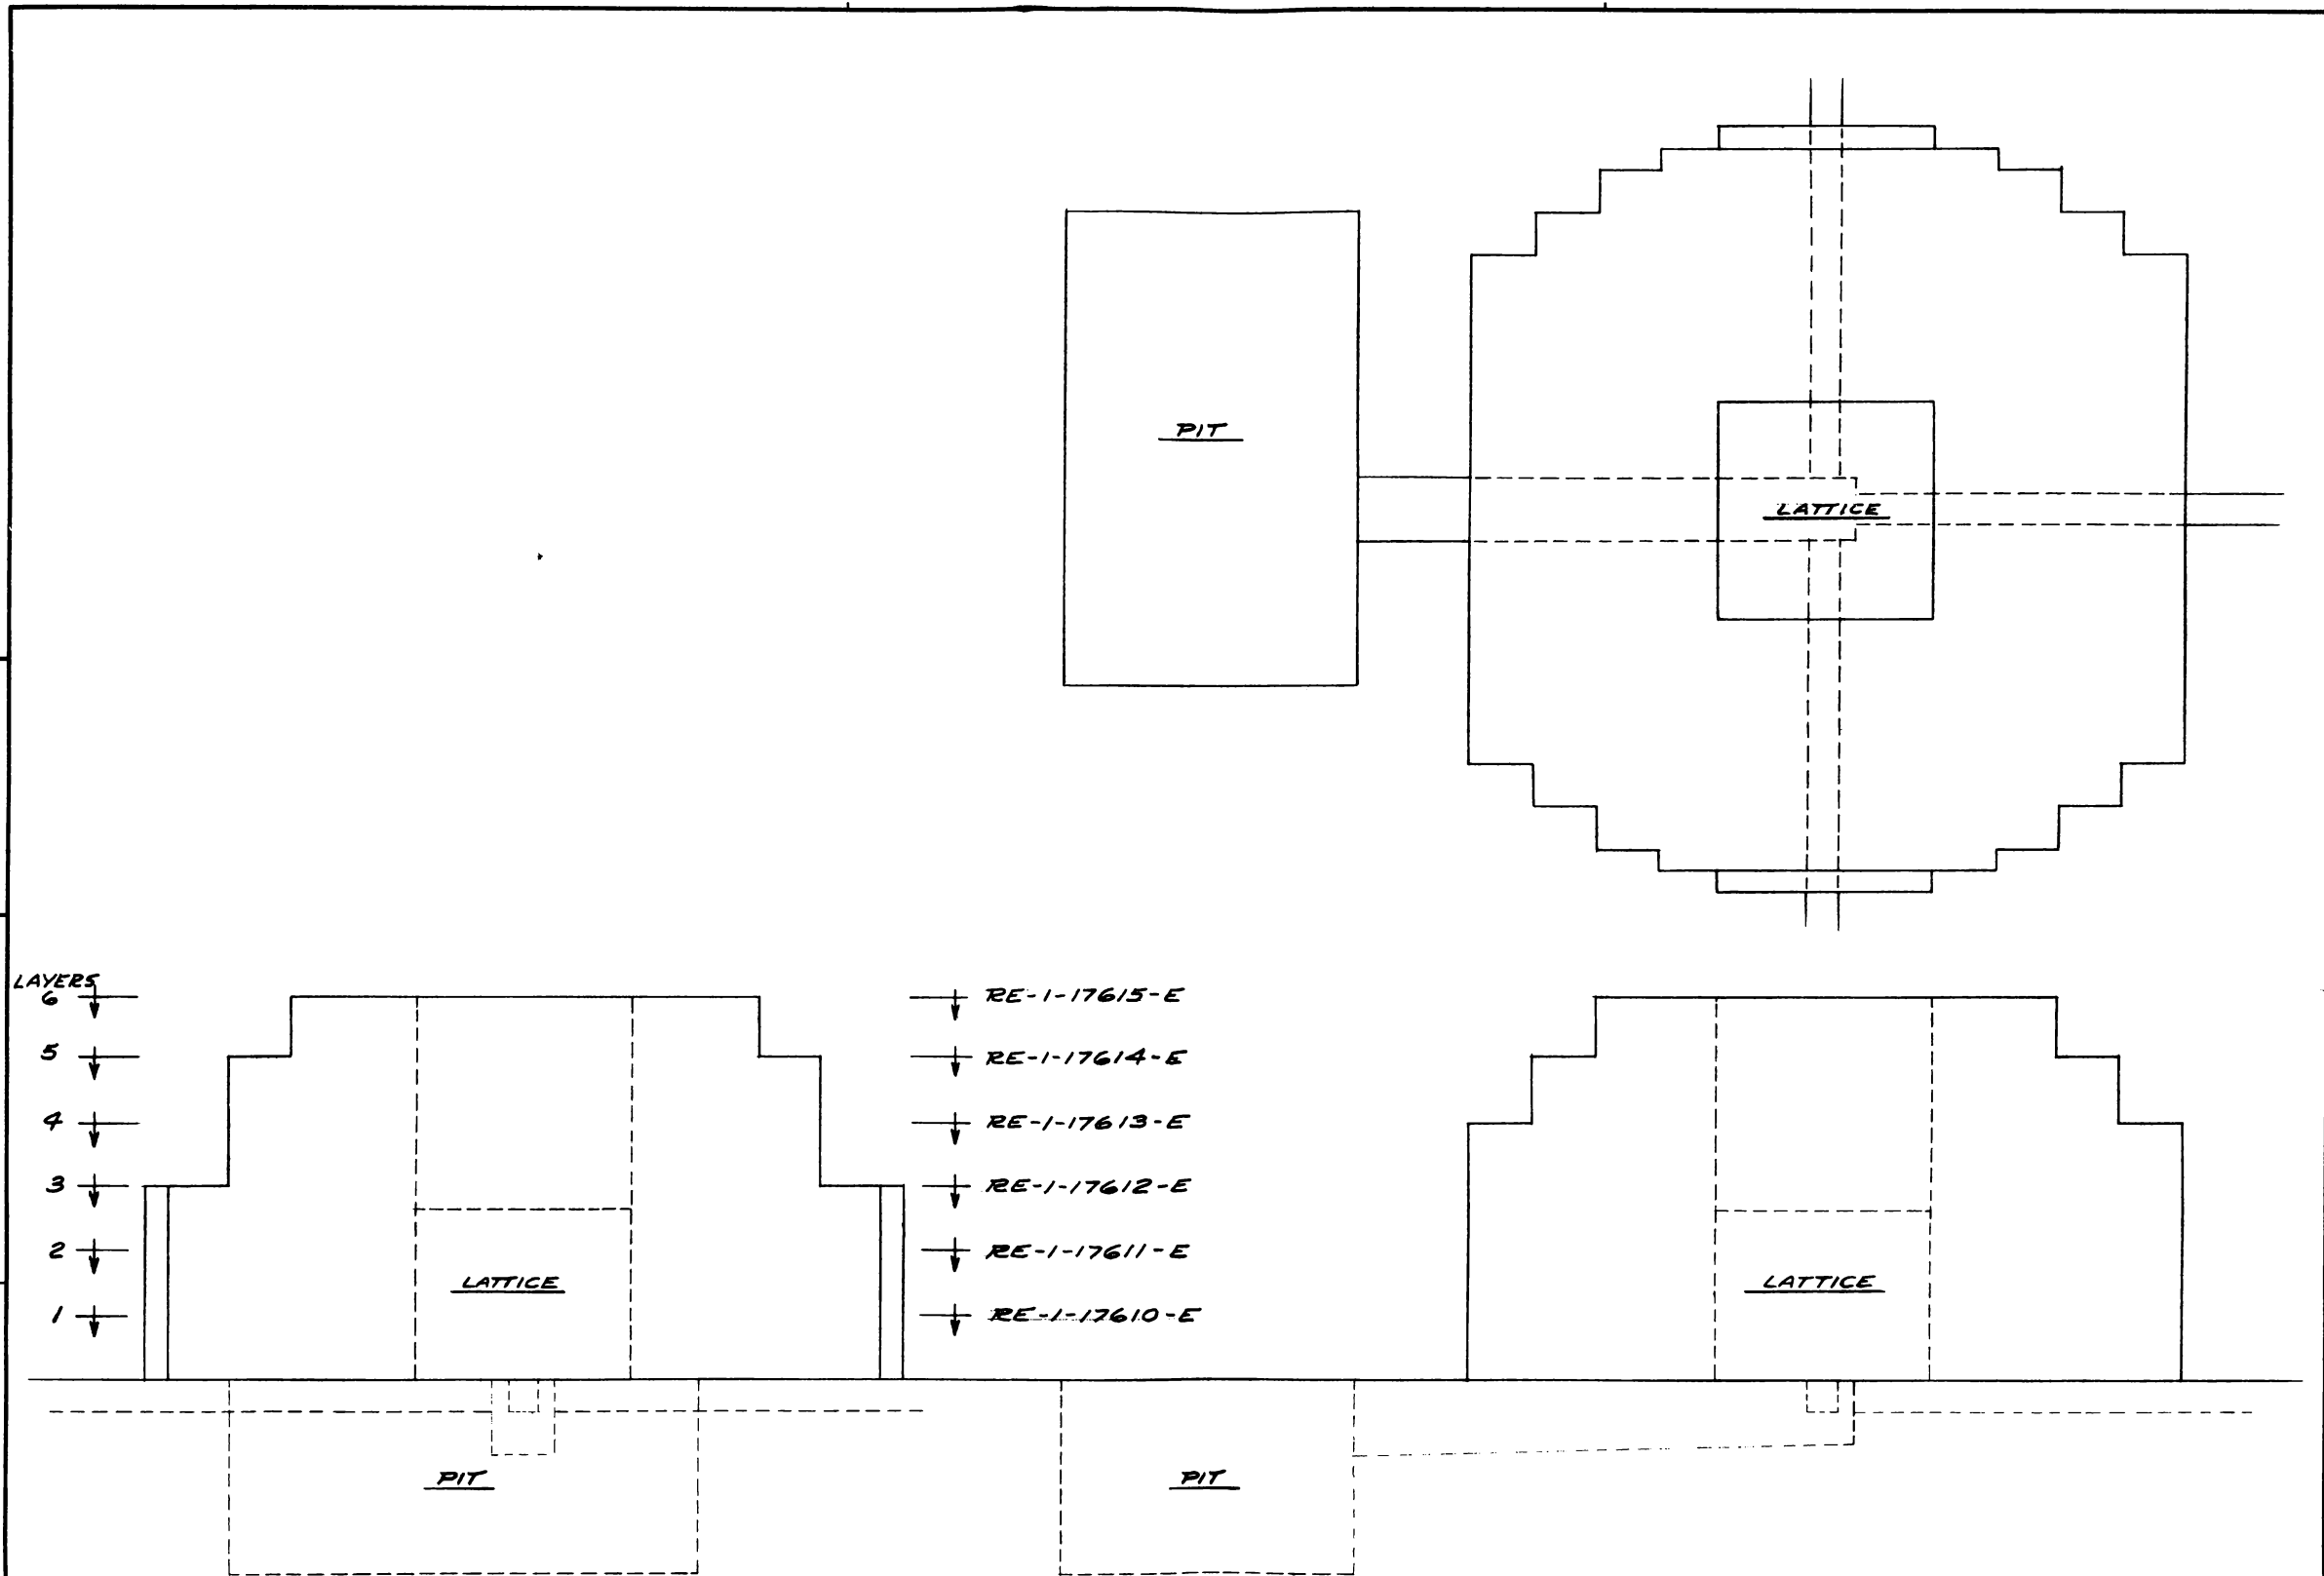 PIT
LATTICE
LAYERS
6 RE-1-17615-E
5 RE-1-17614-E
4 RE-1-17613-E
3 RE-1-17612-E
2 RE-1-17611-E
1 RE-1-17610-E
LATTICE
LATTICE
PIT
PIT